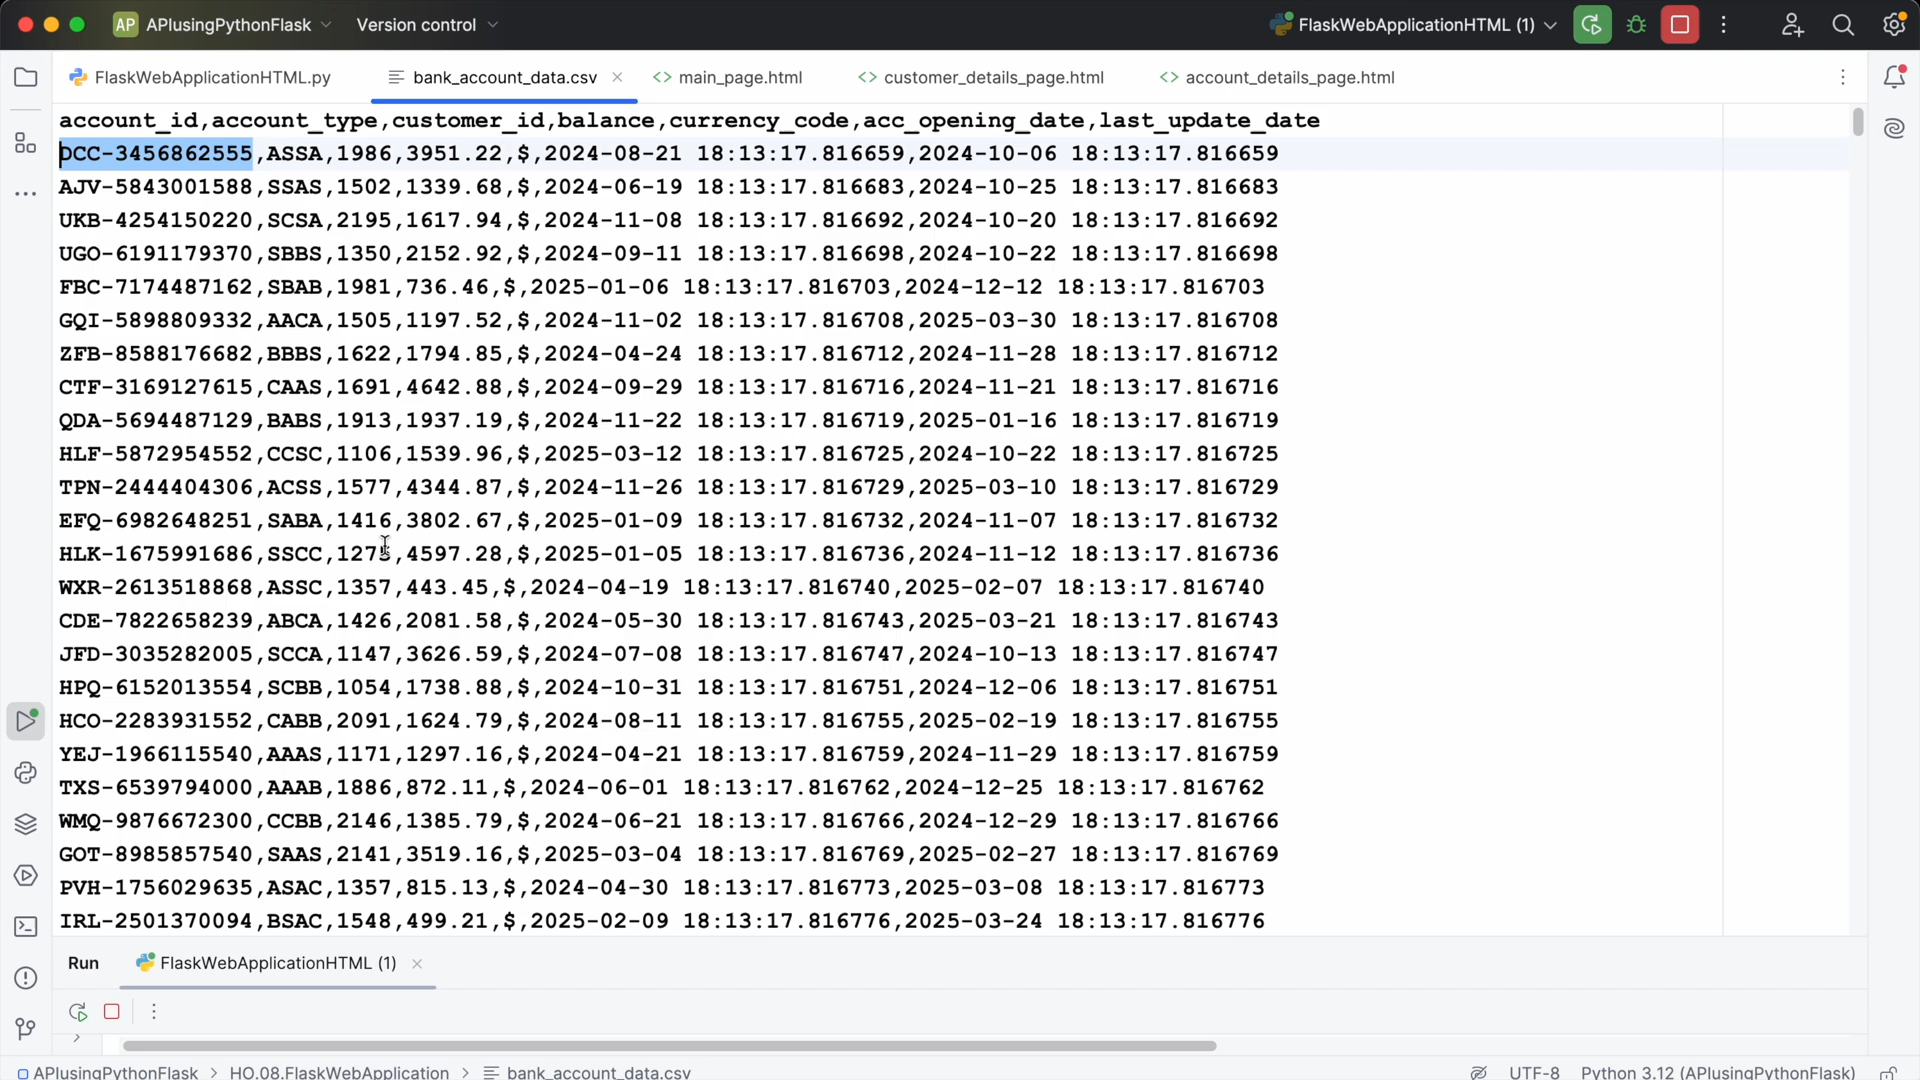 AP APIusingPythonFlask Version control FlaskWebApplicationHTML (1)
FlaskWebApplicationHTML.py bank_account_data.csv main_page.html customer_details_page.html account_details_page.html
account_id,account_type,customer_id,balance,currency_code,acc_opening_date,last_update_date
DCC-3456862555,ASSA,1986,3951.22,$,2024-08-21 18:13:17.816659,2024-10-06 18:13:17.816659
AJV-5843001588,SSAS,1502,1339.68,$,2024-06-19 18:13:17.816683,2024-10-25 18:13:17.816683
UKB-4254150220,SCSA,2195,1617.94,$,2024-11-08 18:13:17.816692,2024-10-20 18:13:17.816692
UGO-6191179370,SBBS,1350,2152.92,$,2024-09-11 18:13:17.816698,2024-10-22 18:13:17.816698
FBC-7174487162,SBAB,1981,736.46,$,2025-01-06 18:13:17.816703,2024-12-12 18:13:17.816703
GQI-5898809332,AACA,1505,1197.52,$,2024-11-02 18:13:17.816708,2025-03-30 18:13:17.816708
ZFB-8588176682,BBBS,1622,1794.85,$,2024-04-24 18:13:17.816712,2024-11-28 18:13:17.816712
CTF-3169127615,CAAS,1691,4642.88,$,2024-09-29 18:13:17.816716,2024-11-21 18:13:17.816716
QDA-5694487129,BABS,1913,1937.19,$,2024-11-22 18:13:17.816719,2025-01-16 18:13:17.816719
HLF-5872954552,CCSC,1106,1539.96,$,2025-03-12 18:13:17.816725,2024-10-22 18:13:17.816725
TPN-2444404306,ACSS,1577,4344.87,$,2024-11-26 18:13:17.816729,2025-03-10 18:13:17.816729
EFQ-6982648251,SABA,1416,3802.67,$,2025-01-09 18:13:17.816732,2024-11-07 18:13:17.816732
HLK-1675991686,SSCC,4597.28,$,2025-01-05 18:13:17.816736,2024-11-12 18:13:17.816736
WXR-2613518868,ASSC,1357,443.45,$,2024-04-19 18:13:17.816740,2025-02-07 18:13:17.816740
CDE-7822658239,ABCA,1426,2081.58,$,2024-05-30 18:13:17.816743,2025-03-21 18:13:17.816743
JFD-3035282005,SCCA,1147,3626.59,$,2024-07-08 18:13:17.816747,2024-10-13 18:13:17.816747
HPQ-6152013554,SCBB,1054,1738.88,$,2024-10-31 18:13:17.816751,2024-12-06 18:13:17.816751
HCO-2283931552,CABB,2091,1624.79,$,2024-08-11 18:13:17.816755,2025-02-19 18:13:17.816755
YEJ-1966115540,AAAS,1171,1297.16,$,2024-04-21 18:13:17.816759,2024-11-29 18:13:17.816759
TXS-6539794000,AAAB,1886,872.11,$,2024-06-01 18:13:17.816762,2024-12-25 18:13:17.816762
WMQ-9876672300,CCBB,2146,1385.79,$,2024-06-21 18:13:17.816766,2024-12-29 18:13:17.816766
GOT-8985857540,SAAS,2141,3519.16,$,2025-03-04 18:13:17.816769,2025-02-27 18:13:17.816769
PVH-1756029635,ASAC,1357,815.13,$,2024-04-30 18:13:17.816773,2025-03-08 18:13:17.816773
IRL-2501370094,BSAC,1548,499.21,$,2025-02-09 18:13:17.816776,2025-03-24 18:13:17.816776
Run FlaskWebApplicationHTML (1)
APIusingPythonFlask > HO.08.FlaskWebApplication > bank_account_data.csv UTF-8 Python 3.12 (APIusingPythonFlask)